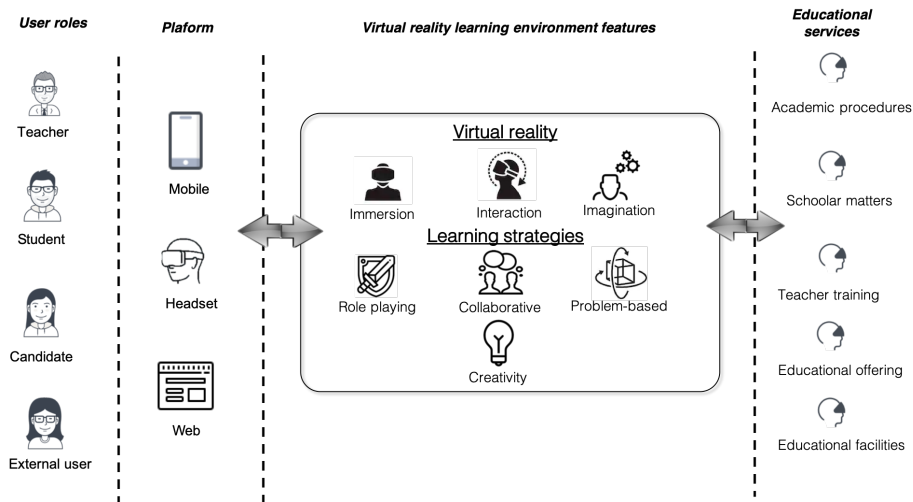 User roles
Plaform
Virtual reality learning environment features
Educational
services
Teacher
Student
Candidate
External user
Mobile
Headset
Web
Virtual reality
Immersion
Interaction
Imagination
Learning strategies
Role playing
Collaborative
Problem-based
Creativity
Academic procedures
Schoolar matters
Teacher training
Educational offering
Educational facilities